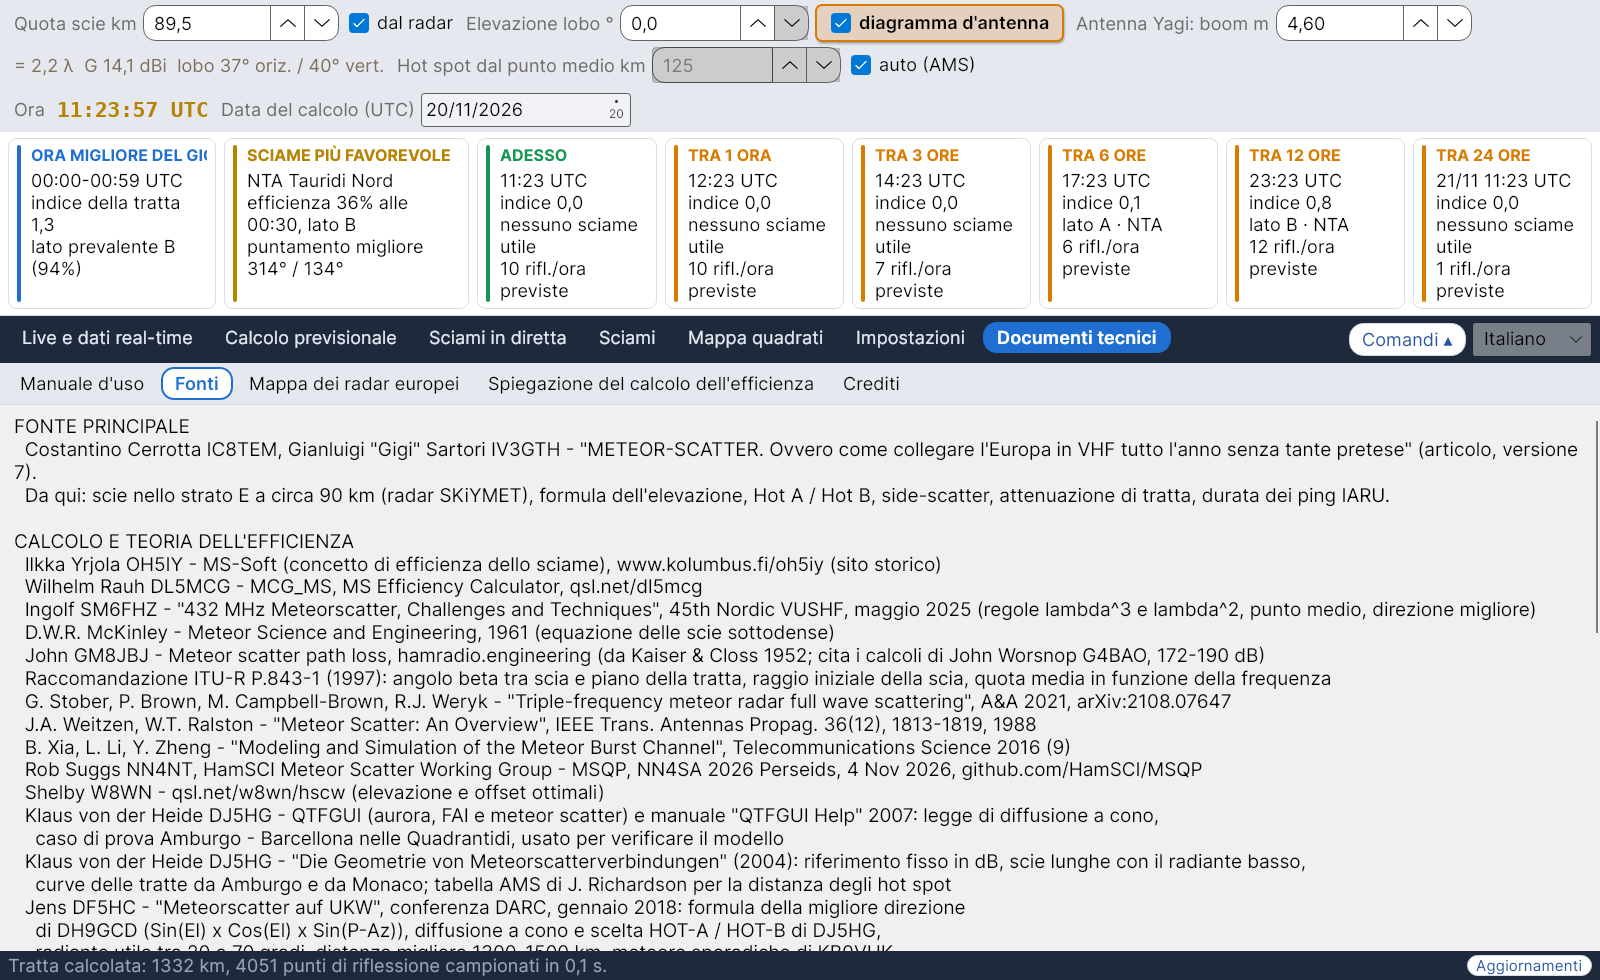 Quota scie km 89,5 dal radar Elevazione lobo ° 0,0 diagramma d'antenna Antenna Yagi: boom m 4,60
= 2,2 λ G 14,1 dBi lobo 37° oriz. / 40° vert. Hot spot dal punto medio km 125 auto (AMS)
Ora 11:23:57 UTC Data del calcolo (UTC) 20/11/2026 20
ORA MIGLIORE DEL
00:00-00:59 UTC
indice della tratta
1,3
lato prevalente B
(94%)
SCIAME PIÙ FAVOREVOLE
NTA Tauridi Nord
efficienza 36% alle
00:30, lato B
puntamento migliore
314° / 134°
ADESSO
11:23 UTC
indice 0,0
nessuno sciame
utile
10 rifl./ora
previste
TRA 1 ORA
12:23 UTC
indice 0,0
nessuno sciame
utile
10 rifl./ora
previste
TRA 3 ORE
14:23 UTC
indice 0,0
nessuno sciame
utile
7 rifl./ora
previste
TRA 6 ORE
17:23 UTC
indice 0,1
lato A · NTA
6 rifl./ora
previste
TRA 12 ORE
23:23 UTC
indice 0,8
lato B · NTA
12 rifl./ora
previste
TRA 24 ORE
21/11 11:23 UTC
indice 0,0
nessuno sciame
utile
1 rifl./ora
previste
Live e dati real-time Calcolo previsionale Sciami in diretta Sciami Mappa quadrati Impostazioni Documenti tecnici Comandi ▴ Italiano
Manuale d'uso Fonti Mappa dei radar europei Spiegazione del calcolo dell'efficienza Crediti
FONTE PRINCIPALE
Costantino Cerrotta IC8TEM, Gianluigi "Gigi" Sartori IV3GTH - "METEOR-SCATTER. Ovvero come collegare l'Europa in VHF tutto l'anno senza tante pretese" (articolo, versione
7).
Da qui: scie nello strato E a circa 90 km (radar SKiYMET), formula dell'elevazione, Hot A / Hot B, side-scatter, attenuazione di tratta, durata dei ping IARU.
CALCOLO E TEORIA DELL'EFFICIENZA
Ilkka Yrjola OH5IY - MS-Soft (concetto di efficienza dello sciame), www.kolumbus.fi/oh5iy (sito storico)
Wilhelm Rauh DL5MCG - MCG_MS, MS Efficiency Calculator, qsl.net/dl5mcg
Ingolf SM6FHZ - "432 MHz Meteorscatter, Challenges and Techniques", 45th Nordic VUSHF, maggio 2025 (regole lambda^3 e lambda^2, punto medio, direzione migliore)
D.W.R. McKinley - Meteor Science and Engineering, 1961 (equazione delle scie sottodense)
John GM8JBJ - Meteor scatter path loss, hamradio.engineering (da Kaiser & Closs 1952; cita i calcoli di John Worsnop G4BAO, 172-190 dB)
Raccomandazione ITU-R P.843-1 (1997): angolo beta tra scia e piano della tratta, raggio iniziale della scia, quota media in funzione della frequenza
G. Stober, P. Brown, M. Campbell-Brown, R.J. Weryk - "Triple-frequency meteor radar full wave scattering", A&A 2021, arXiv:2108.07647
J.A. Weitzen, W.T. Ralston - "Meteor Scatter: An Overview", IEEE Trans. Antennas Propag. 36(12), 1813-1819, 1988
B. Xia, L. Li, Y. Zheng - "Modeling and Simulation of the Meteor Burst Channel", Telecommunications Science 2016 (9)
Rob Suggs NN4NT, HamSCI Meteor Scatter Working Group - MSQP, NN4SA 2026 Perseids, 4 Nov 2026, github.com/HamSCI/MSQP
Shelby W8WN - qsl.net/w8wn/hscw (elevazione e offset ottimali)
Klaus von der Heide DJ5HG - QTFGUI (aurora, FAI e meteor scatter) e manuale "QTFGUI Help" 2007: legge di diffusione a cono,
caso di prova Amburgo - Barcellona nelle Quadrantidi, usato per verificare il modello
Klaus von der Heide DJ5HG - "Die Geometrie von Meteorscatterverbindungen" (2004): riferimento fisso in dB, scie lunghe con il radiante basso,
curve delle tratte da Amburgo e da Monaco; tabella AMS di J. Richardson per la distanza degli hot spot
Jens DF5HC - "Meteorscatter auf UKW", conferenza DARC, gennaio 2018: formula della migliore direzione
di DH9GCD (Sin(El) x Cos(El) x Sin(P-Az)), diffusione a cono e scelta HOT-A / HOT-B di DJ5HG,
radiante utile tra 20 e 70 gradi, distanza migliore 1300-1500 km, meteore sporadiche di KB0VUK
Tratta calcolata: 1332 km, 4051 punti di riflessione campionati in 0,1 s. Aggiornamenti